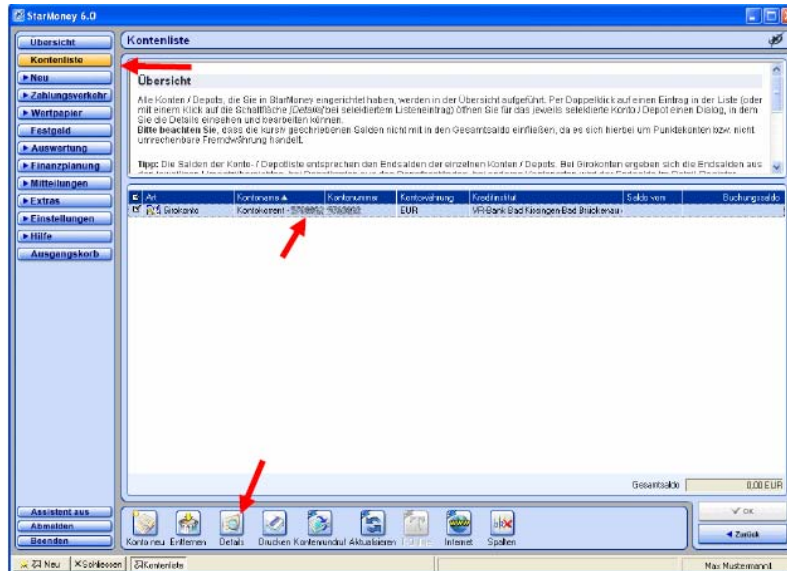 StarMoney 6.0
Übersicht
Kontenliste
Neu
Zahlungsverkehr
Wertpapier
Festgeld
Auswertung
Finanzplanung
Mitteilungen
Extras
Einstellungen
Hilfe
Ausgangskorb
Assistent aus
Abmelden
Beenden
Kontenliste
Übersicht
Alle Konten / Depots, die Sie in StarMoney eingerichtet haben, werden in der Übersicht aufgeführt. Per Doppelklick auf einen Eintrag in der Liste (oder
mit einem Klick auf die Schaltfläche [Details] bei selektiertem Listeneintrag) öffnen Sie für das jeweils selektierte Konto / Depot einen Dialog, in dem
Sie die Details einsehen und bearbeiten können.
Bitte beachten Sie, dass die kursiv geschriebenen Salden nicht mit in den Gesamtsaldo einfließen, da es sich hierbei um Punktekonten bzw. nicht
umrechenbare Fremdwährung handelt.
Tipp: Die Salden der Konto- / Depotliste entsprechen den Endsalden der einzelnen Konten / Depots. Bei Girokonten ergeben sich die Endsalden aus
Art Kontoname Kontonummer Kontowährung Kreditinstitut Saldo vom Buchungssaldo
Girokonto Kontokorrent - EUR VR-Bank Bad Kissingen-Bad Brückenau
Gesamtsaldo 0,00 EUR
Konto neu Entfernen Details Drucken Kontenrundruf Aktualisieren Internet Spalten
OK
Zurück
Neu Schliessen Kontenliste Max Mustermann1